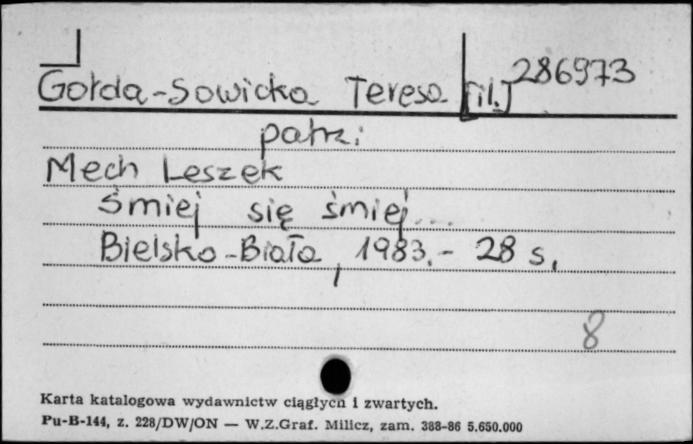 Gołda-Sowicka Teresa [il.] 286973
patrz:
Mech Leszek
Śmiej się śmiej...
Bielsko-Biała, 1983.- 28 s.
8
Karta katalogowa wydawnictw ciągłych i zwartych.
Pu-B-144, z. 228/DW/ON — W.Z.Graf. Milicz, zam. 388-86 5.650.000